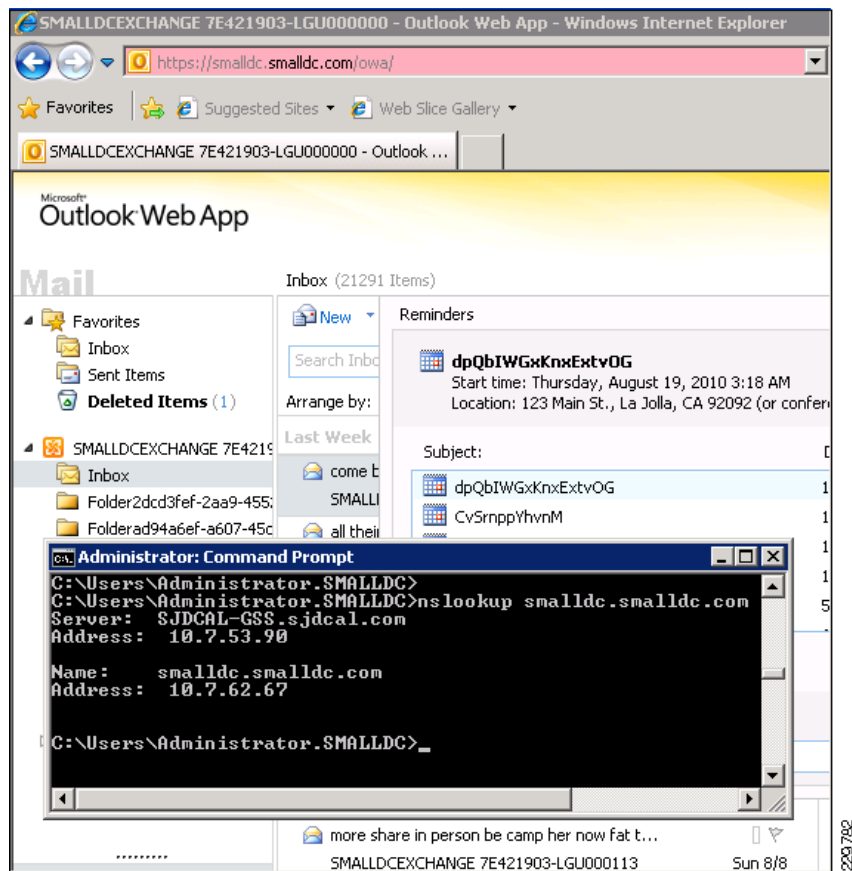 SMALLDCEXCHANGE 7E421903-LGU000000 - Outlook Web App - Windows Internet Explorer
https://smalldc.smalldc.com/owa/
Favorites Suggested Sites Web Slice Gallery
SMALLDCEXCHANGE 7E421903-LGU000000 - Outlook ...
Microsoft
Outlook Web App
Mail
Inbox (21291 Items)
Favorites
Inbox
Sent Items
Deleted Items (1)
SMALLDCEXCHANGE 7E4219
Inbox
Folder2dcd3fef-2aa9-455
Folderad94a6ef-a607-45c
New
Search Inbo
Arrange by:
Last Week
come b
SMALL
all their
Reminders
dpQbIWGxKnxExtvOG
Start time: Thursday, August 19, 2010 3:18 AM
Location: 123 Main St., La Jolla, CA 92092 (or confer
Subject:
dpQbIWGxKnxExtvOG 1
CvSrnppYhvnM 1
1
1
5
Administrator: Command Prompt
C:\Users\Administrator.SMALLDC>
C:\Users\Administrator.SMALLDC>nslookup smalldc.smalldc.com
Server: SJDCAL-GSS.sjdcal.com
Address: 10.7.53.90
Name: smalldc.smalldc.com
Address: 10.7.62.67
C:\Users\Administrator.SMALLDC>_
more share in person be camp her now fat t...
SMALLDCEXCHANGE 7E421903-LGU000113 Sun 8/8
229782